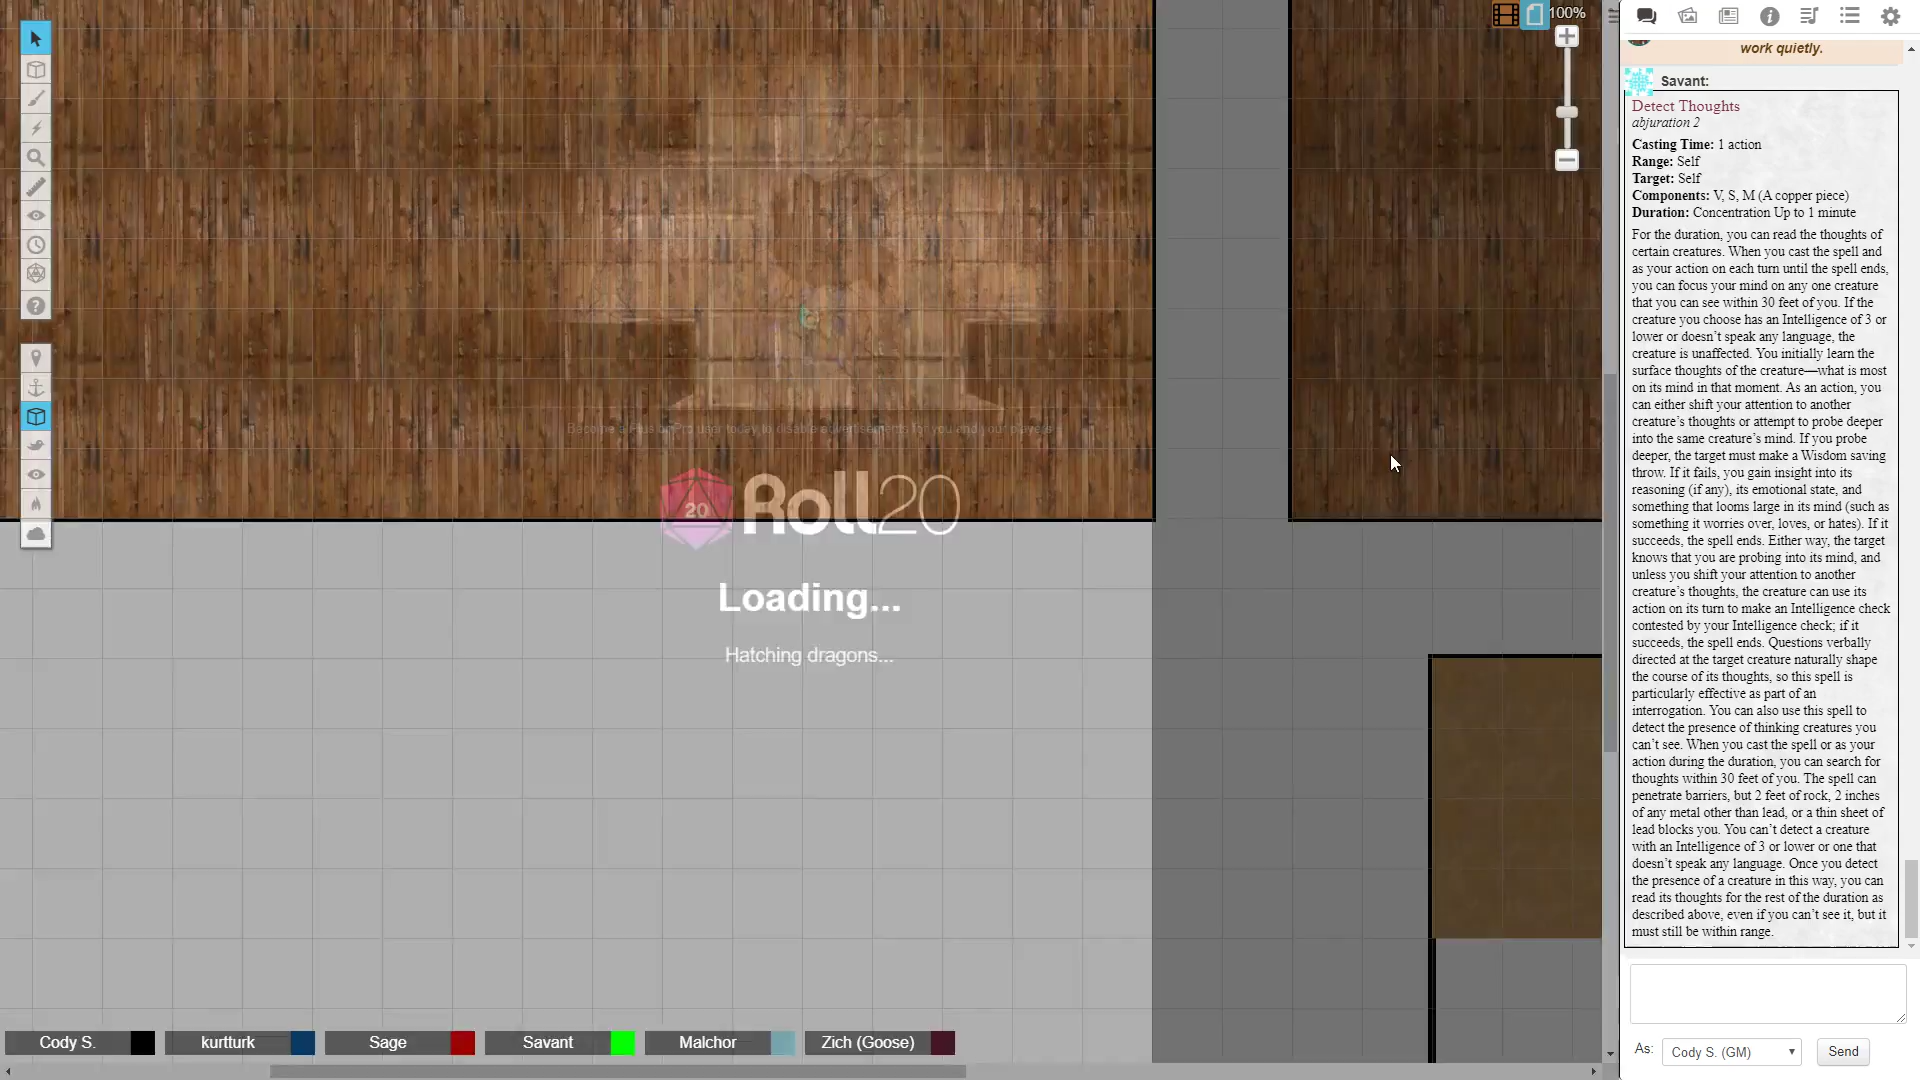 100%
work quietly.
Savant:
Detect Thoughts
abjuration 2
Casting Time: 1 action
Range: Self
Target: Self
Components: V, S, M (A copper piece)
Duration: Concentration Up to 1 minute
For the duration, you can read the thoughts of
certain creatures. When you cast the spell and
as your action on each turn until the spell ends,
you can focus your mind on any one creature
that you can see within 30 feet of you. If the
creature you choose has an Intelligence of 3 or
lower or doesn’t speak any language, the
creature is unaffected. You initially learn the
surface thoughts of the creature—what is most
on its mind in that moment. As an action, you
can either shift your attention to another
creature’s thoughts or attempt to probe deeper
into the same creature’s mind. If you probe
deeper, the target must make a Wisdom saving
throw. If it fails, you gain insight into its
reasoning (if any), its emotional state, and
something that looms large in its mind (such as
something it worries over, loves, or hates). If it
succeeds, the spell ends. Either way, the target
knows that you are probing into its mind, and
unless you shift your attention to another
creature’s thoughts, the creature can use its
action on its turn to make an Intelligence check
contested by your Intelligence check; if it
succeeds, the spell ends. Questions verbally
directed at the target creature naturally shape
the course of its thoughts, so this spell is
particularly effective as part of an
interrogation. You can also use this spell to
detect the presence of thinking creatures you
can’t see. When you cast the spell or as your
action during the duration, you can search for
thoughts within 30 feet of you. The spell can
penetrate barriers, but 2 feet of rock, 2 inches
of any metal other than lead, or a thin sheet of
lead blocks you. You can’t detect a creature
with an Intelligence of 3 or lower or one that
doesn’t speak any language. Once you detect
the presence of a creature in this way, you can
read its thoughts for the rest of the duration as
described above, even if you can’t see it, but it
must still be within range.
Become a Plus or Pro user today to disable advertisements for you and your players
20 Roll20
Loading...
Hatching dragons...
Cody S.
kurtturk
Sage
Savant
Malchor
Zich (Goose)
As: Cody S. (GM) Send